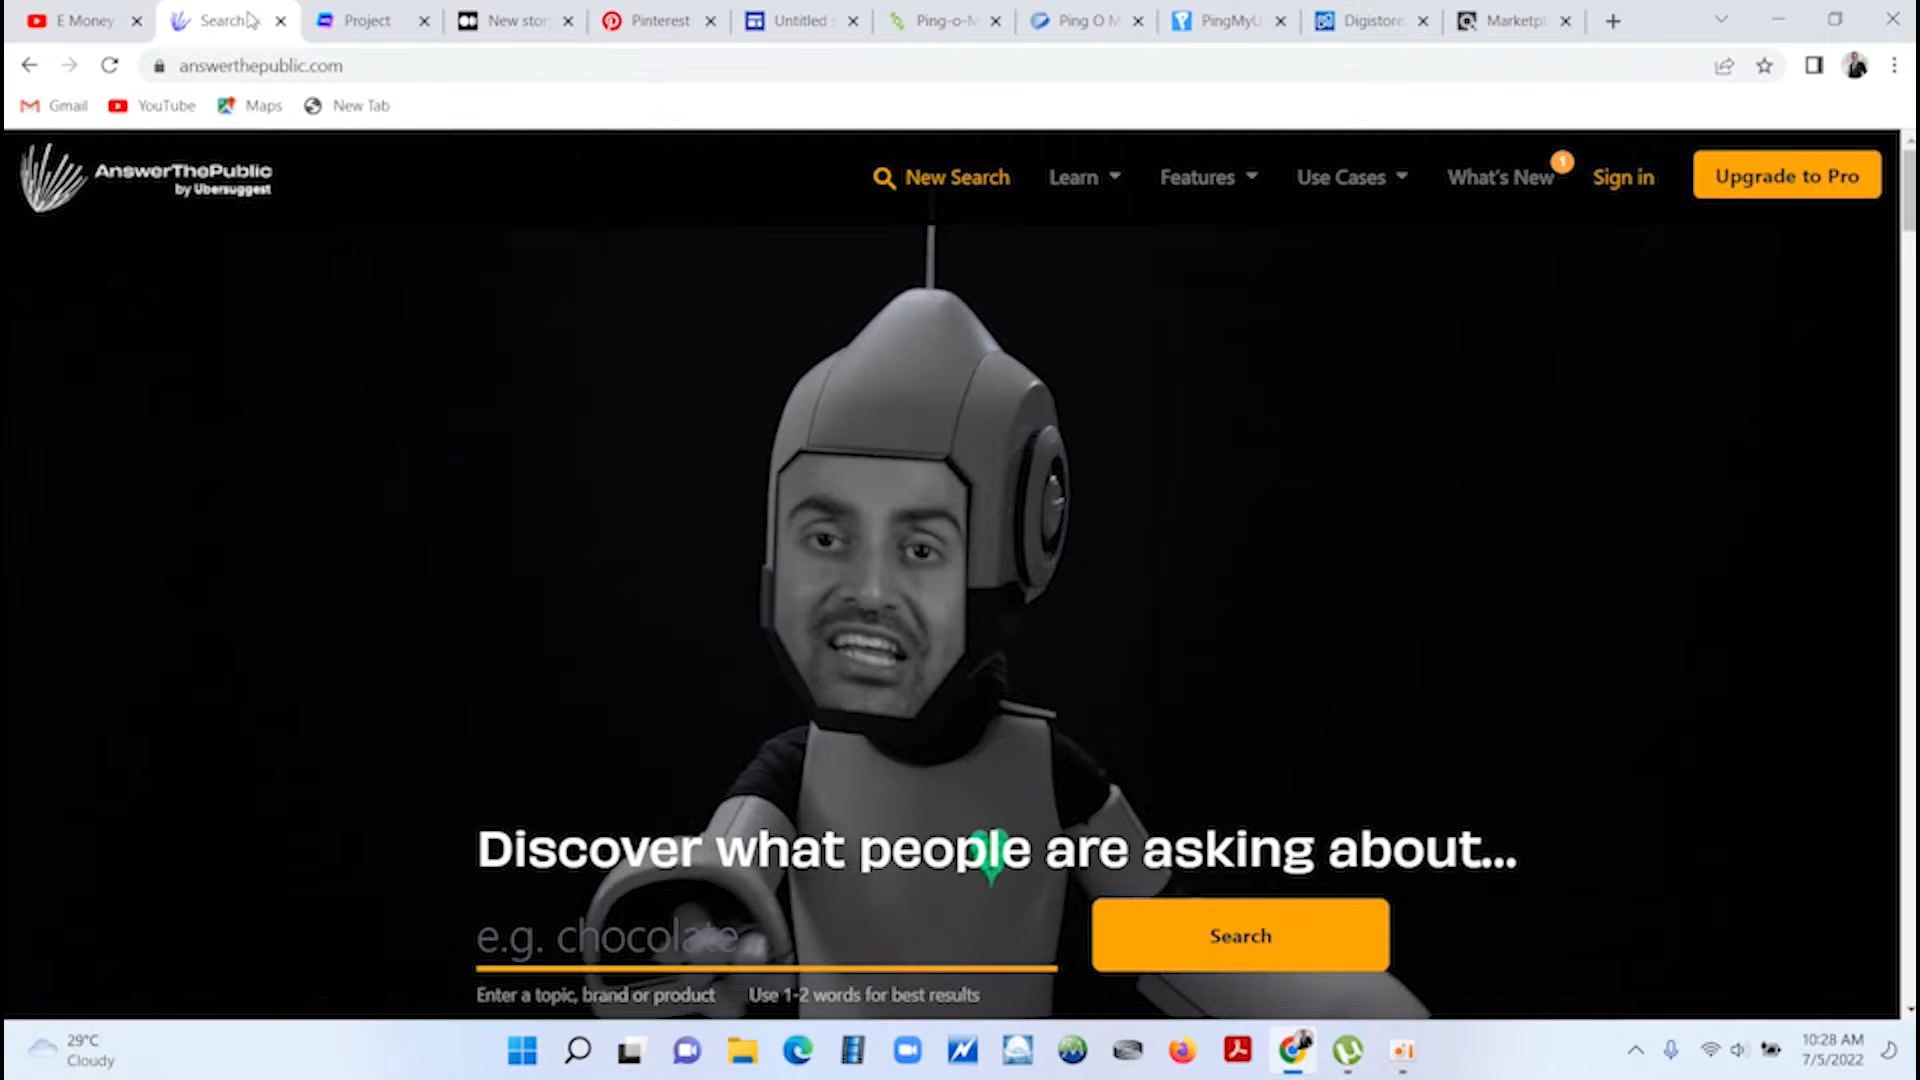 E Money
Search
Project
New stor
Pinterest
Untitled
Ping-o-M
Ping O M
PingMyU
Digistore
Marketpl
answerthepublic.com
Gmail
YouTube
Maps
New Tab
AnswerThePublic
by Ubersuggest
New Search
Learn
Features
Use Cases
What's New
1
Sign in
Upgrade to Pro
Discover what people are asking about...
e.g. chocolate
Search
Enter a topic, brand or product
Use 1-2 words for best results
29°C
Cloudy
10:28 AM
7/5/2022